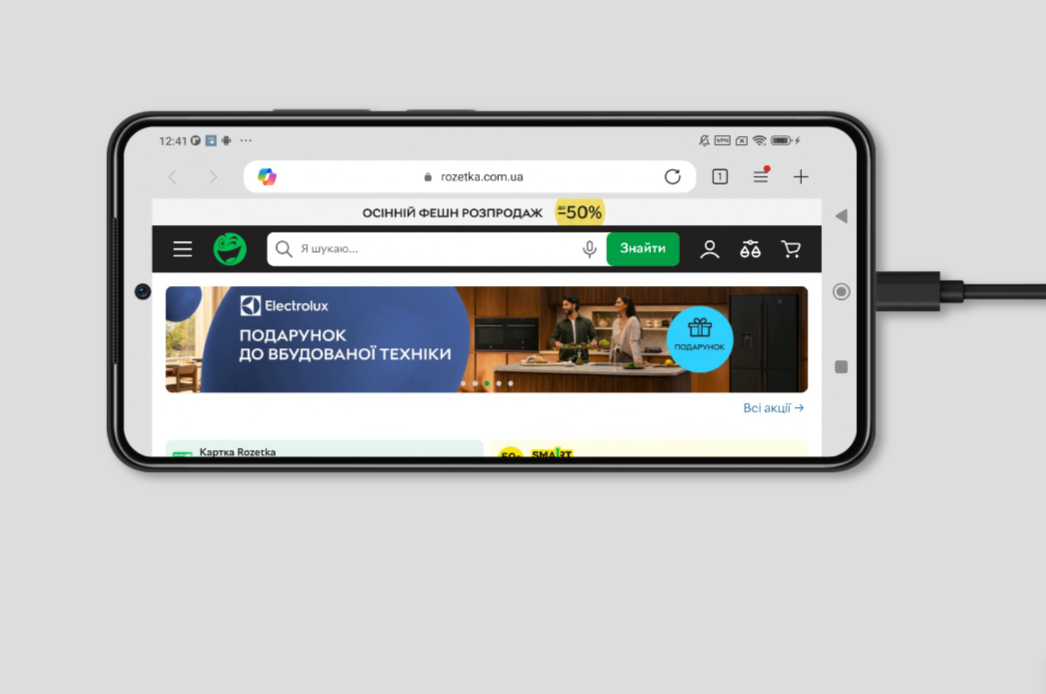 12:41
VPN
rozetka.com.ua
1
ОСІННІЙ ФЕШН РОЗПРОДАЖ до -50%
Я шукаю...
Знайти
Electrolux
ПОДАРУНОК
ДО ВБУДОВАНОЇ ТЕХНІКИ
ПОДАРУНОК
Всі акції →
Картка Rozetka
SMART